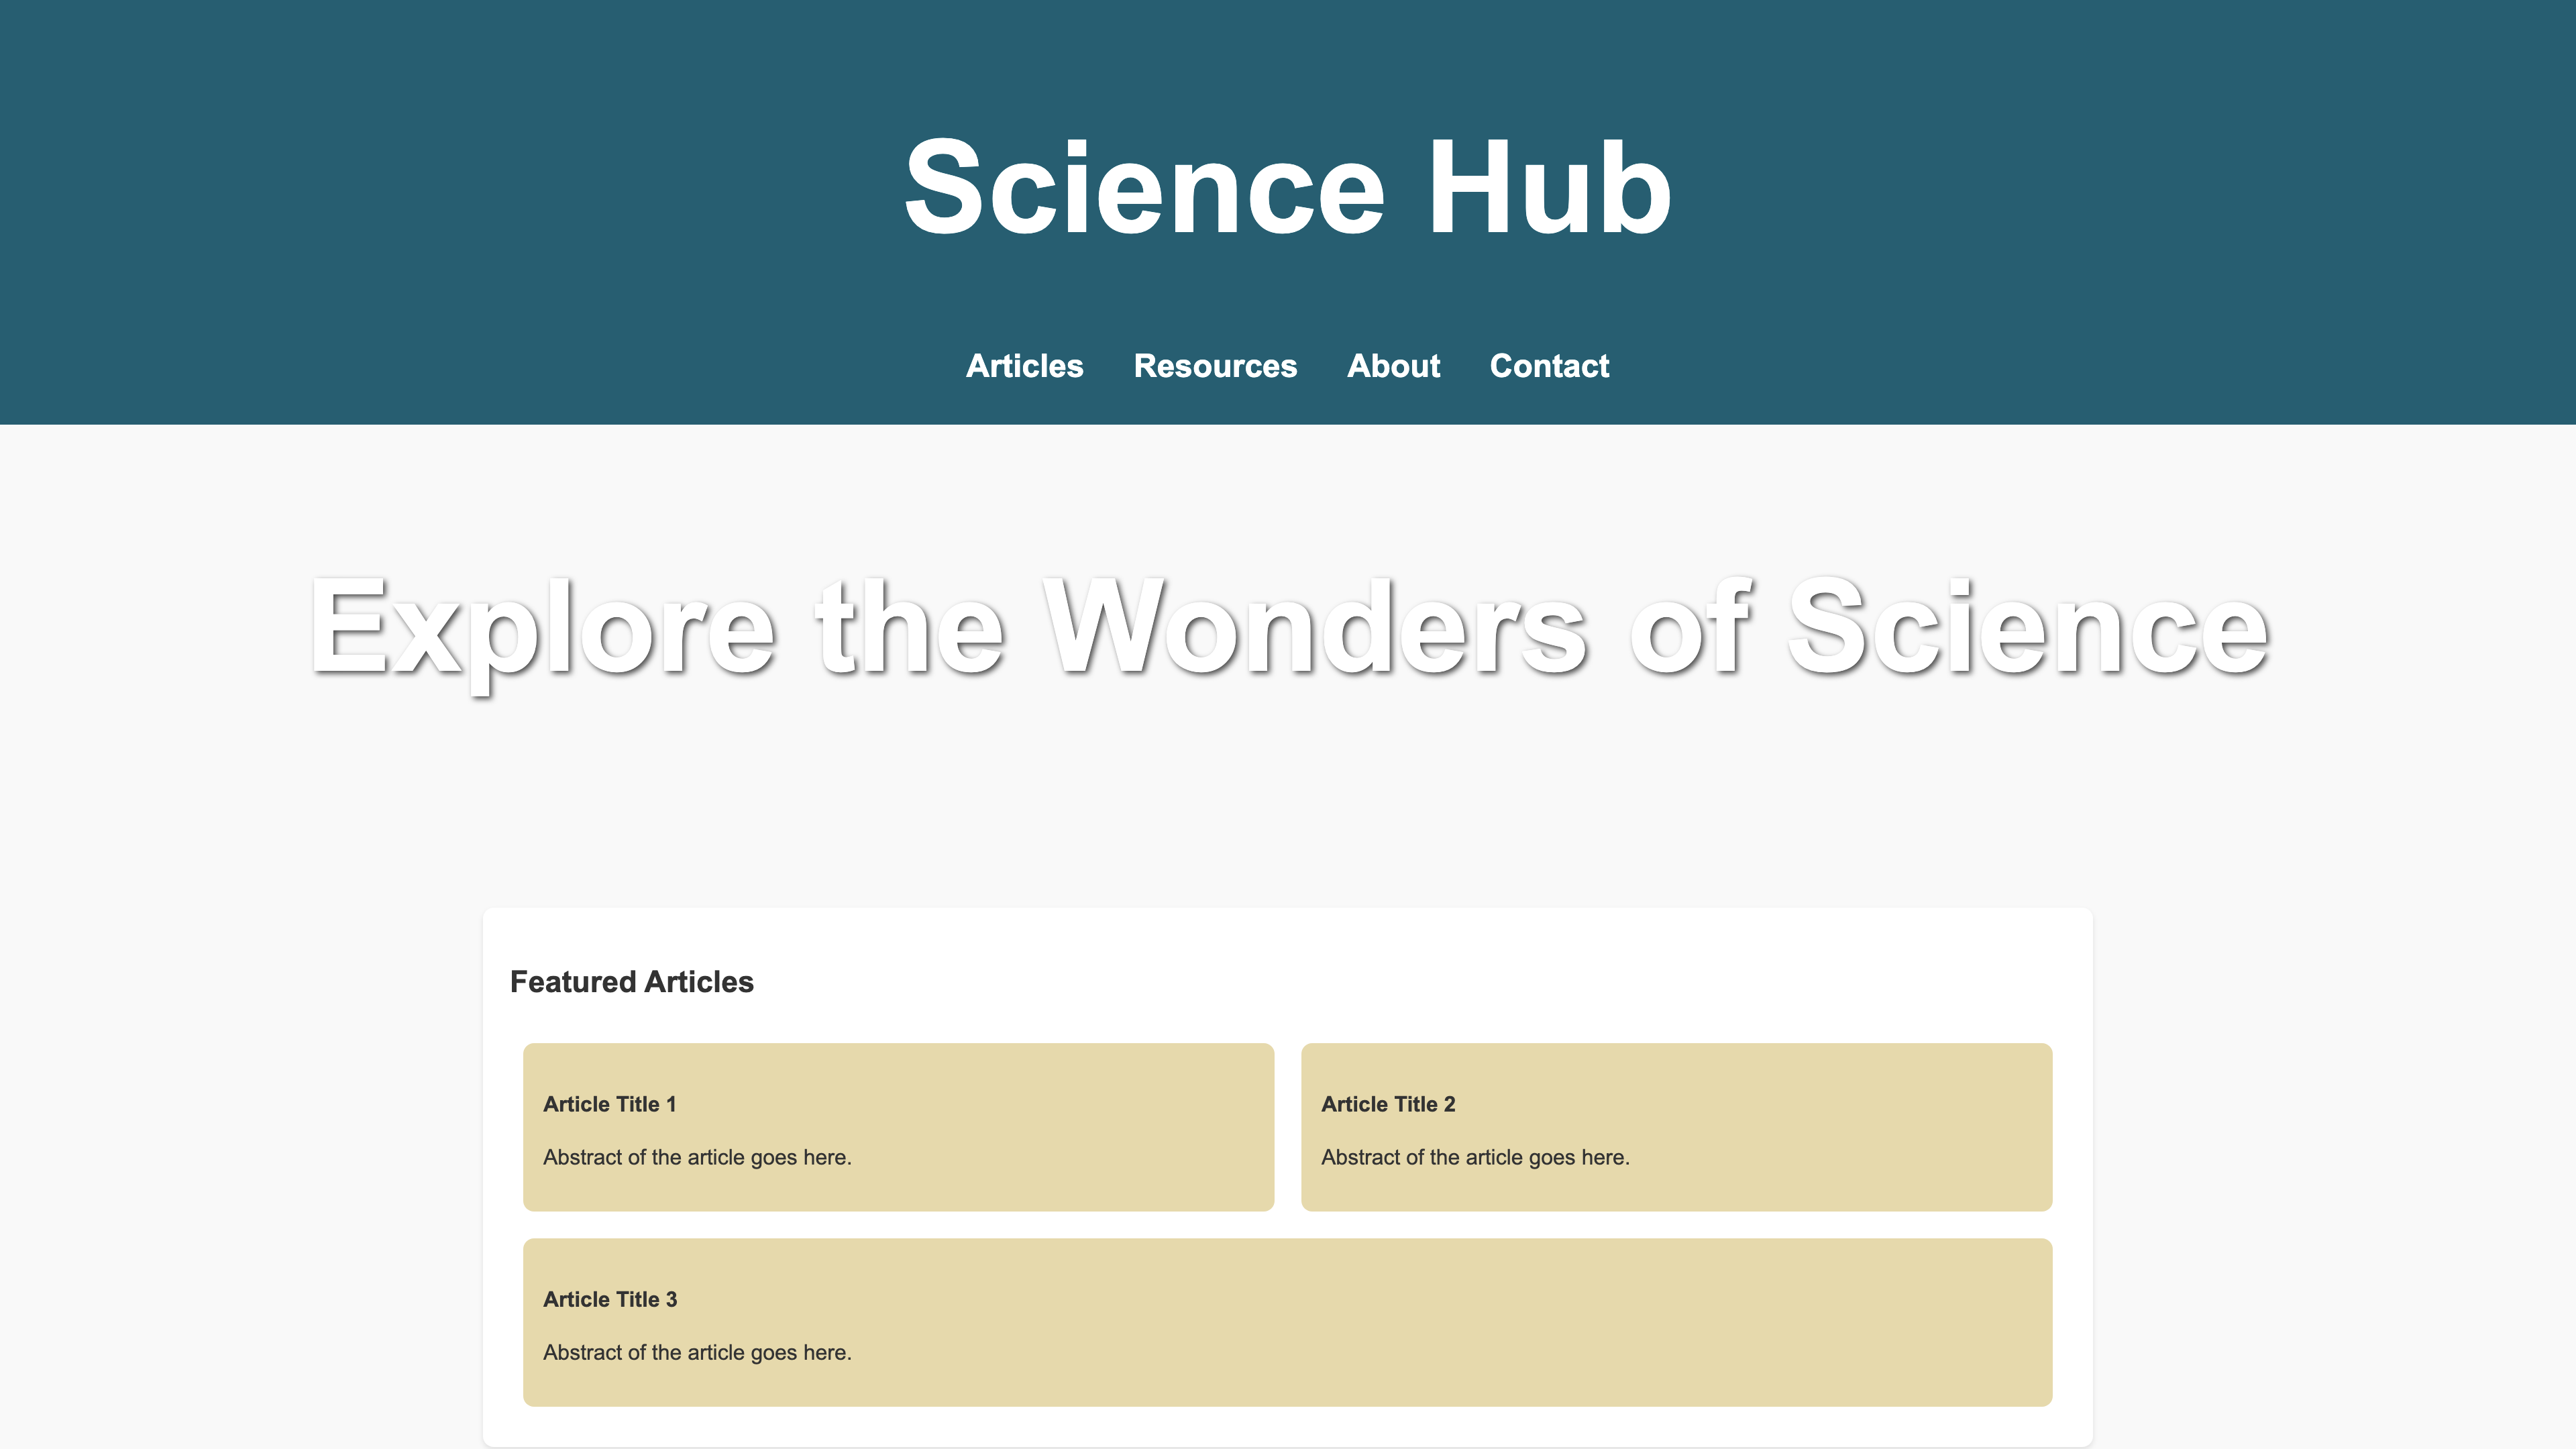 Science Hub
Articles Resources About Contact
Explore the Wonders of Science
Featured Articles
Article Title 1
Abstract of the article goes here.
Article Title 2
Abstract of the article goes here.
Article Title 3
Abstract of the article goes here.